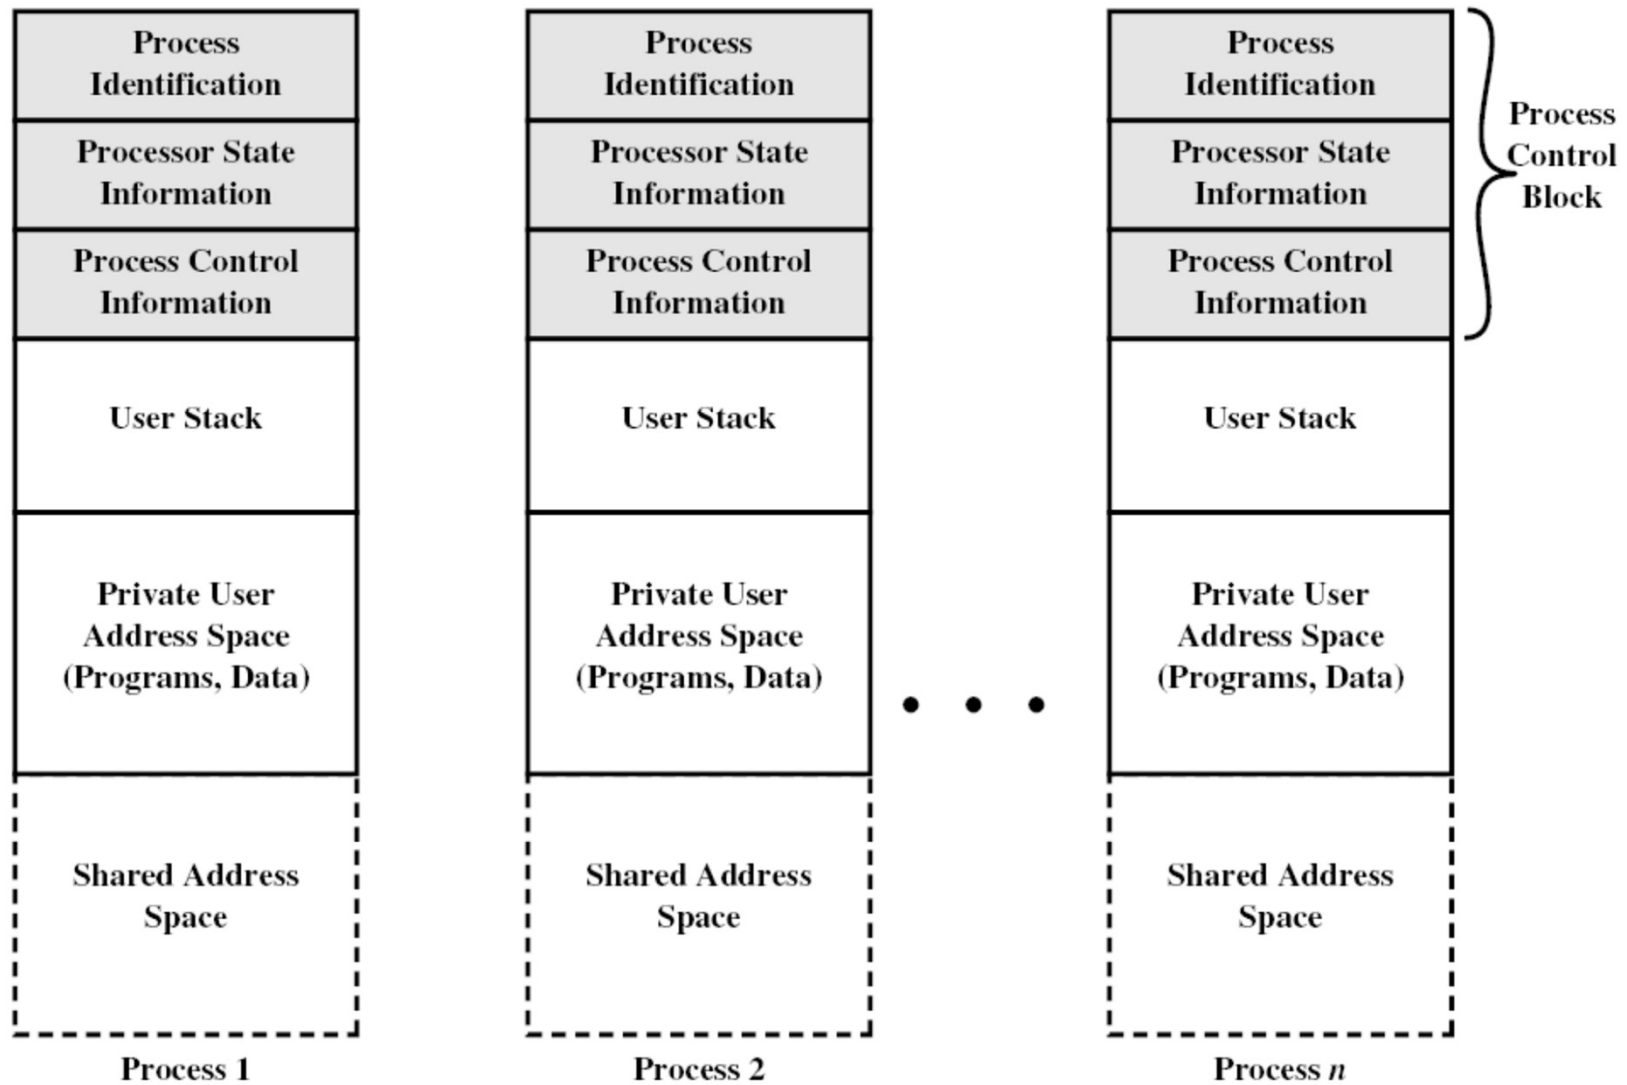 Process
Identification
Processor State
Information
Process Control
Information
User Stack
Private User
Address Space
(Programs, Data)
Shared Address
Space
Process 1
Process
Identification
Processor State
Information
Process Control
Information
User Stack
Private User
Address Space
(Programs, Data)
Shared Address
Space
Process 2
• • •
Process
Identification
Processor State
Information
Process Control
Information
User Stack
Private User
Address Space
(Programs, Data)
Shared Address
Space
Process n
Process
Control
Block